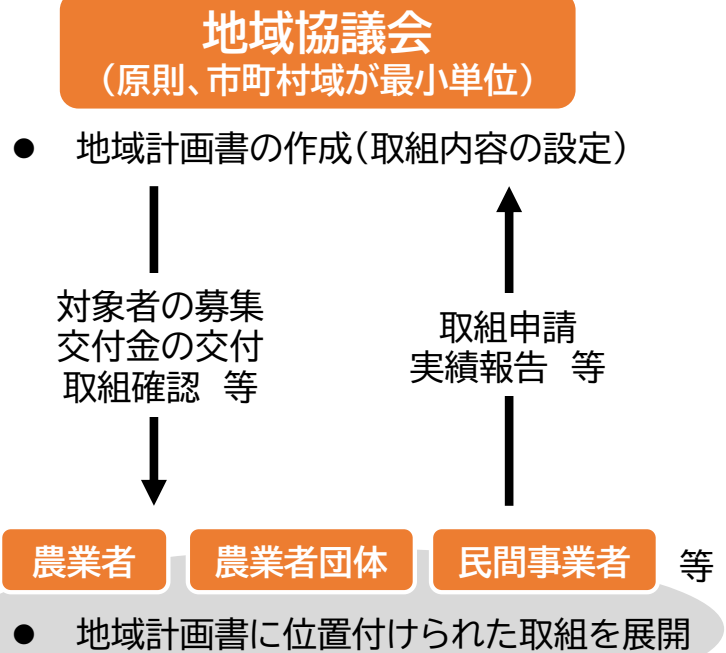 地域協議会
（原則、市町村域が最小単位）
● 地域計画書の作成（取組内容の設定）
対象者の募集
交付金の交付
取組確認 等
取組申請
実績報告 等
農業者 農業者団体 民間事業者 等
● 地域計画書に位置付けられた取組を展開